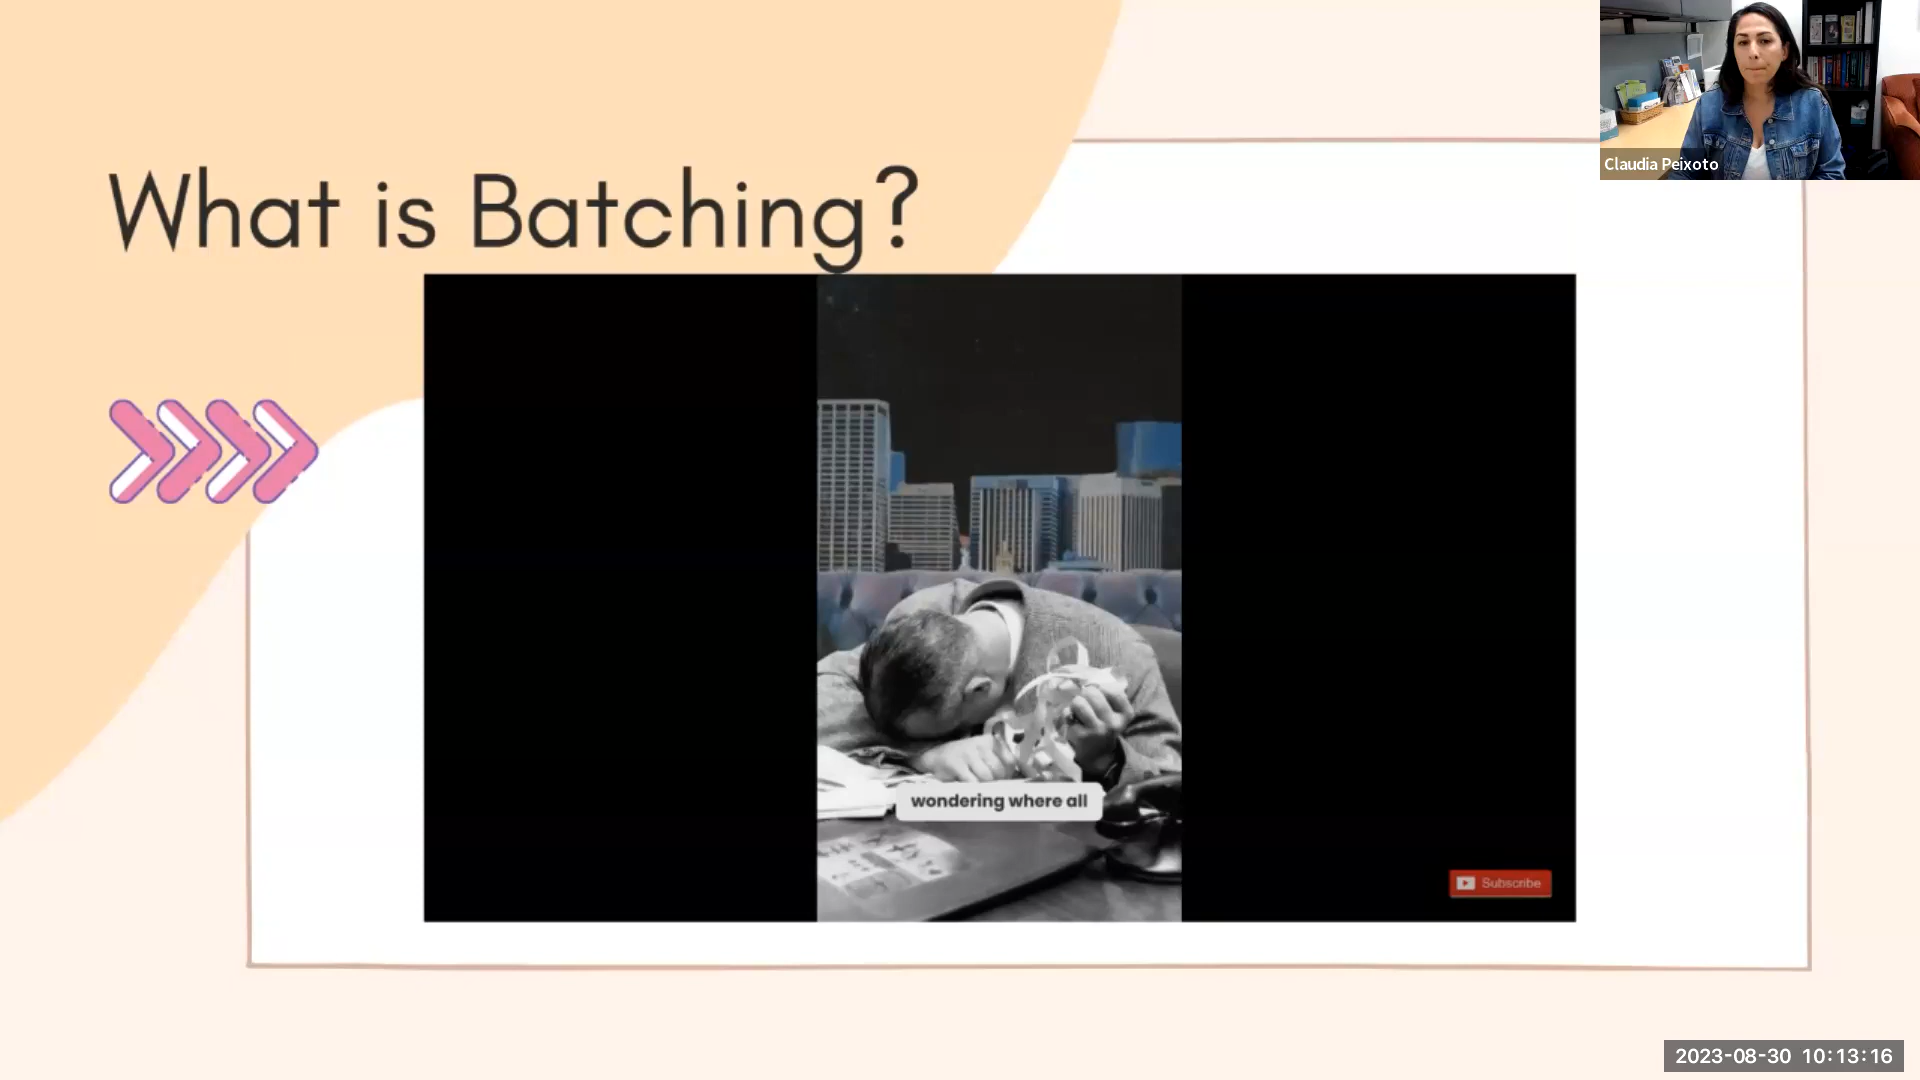 Claudia Peixoto
What is Batching?
wondering where all
Subscribe
2023-08-30 10:13:16